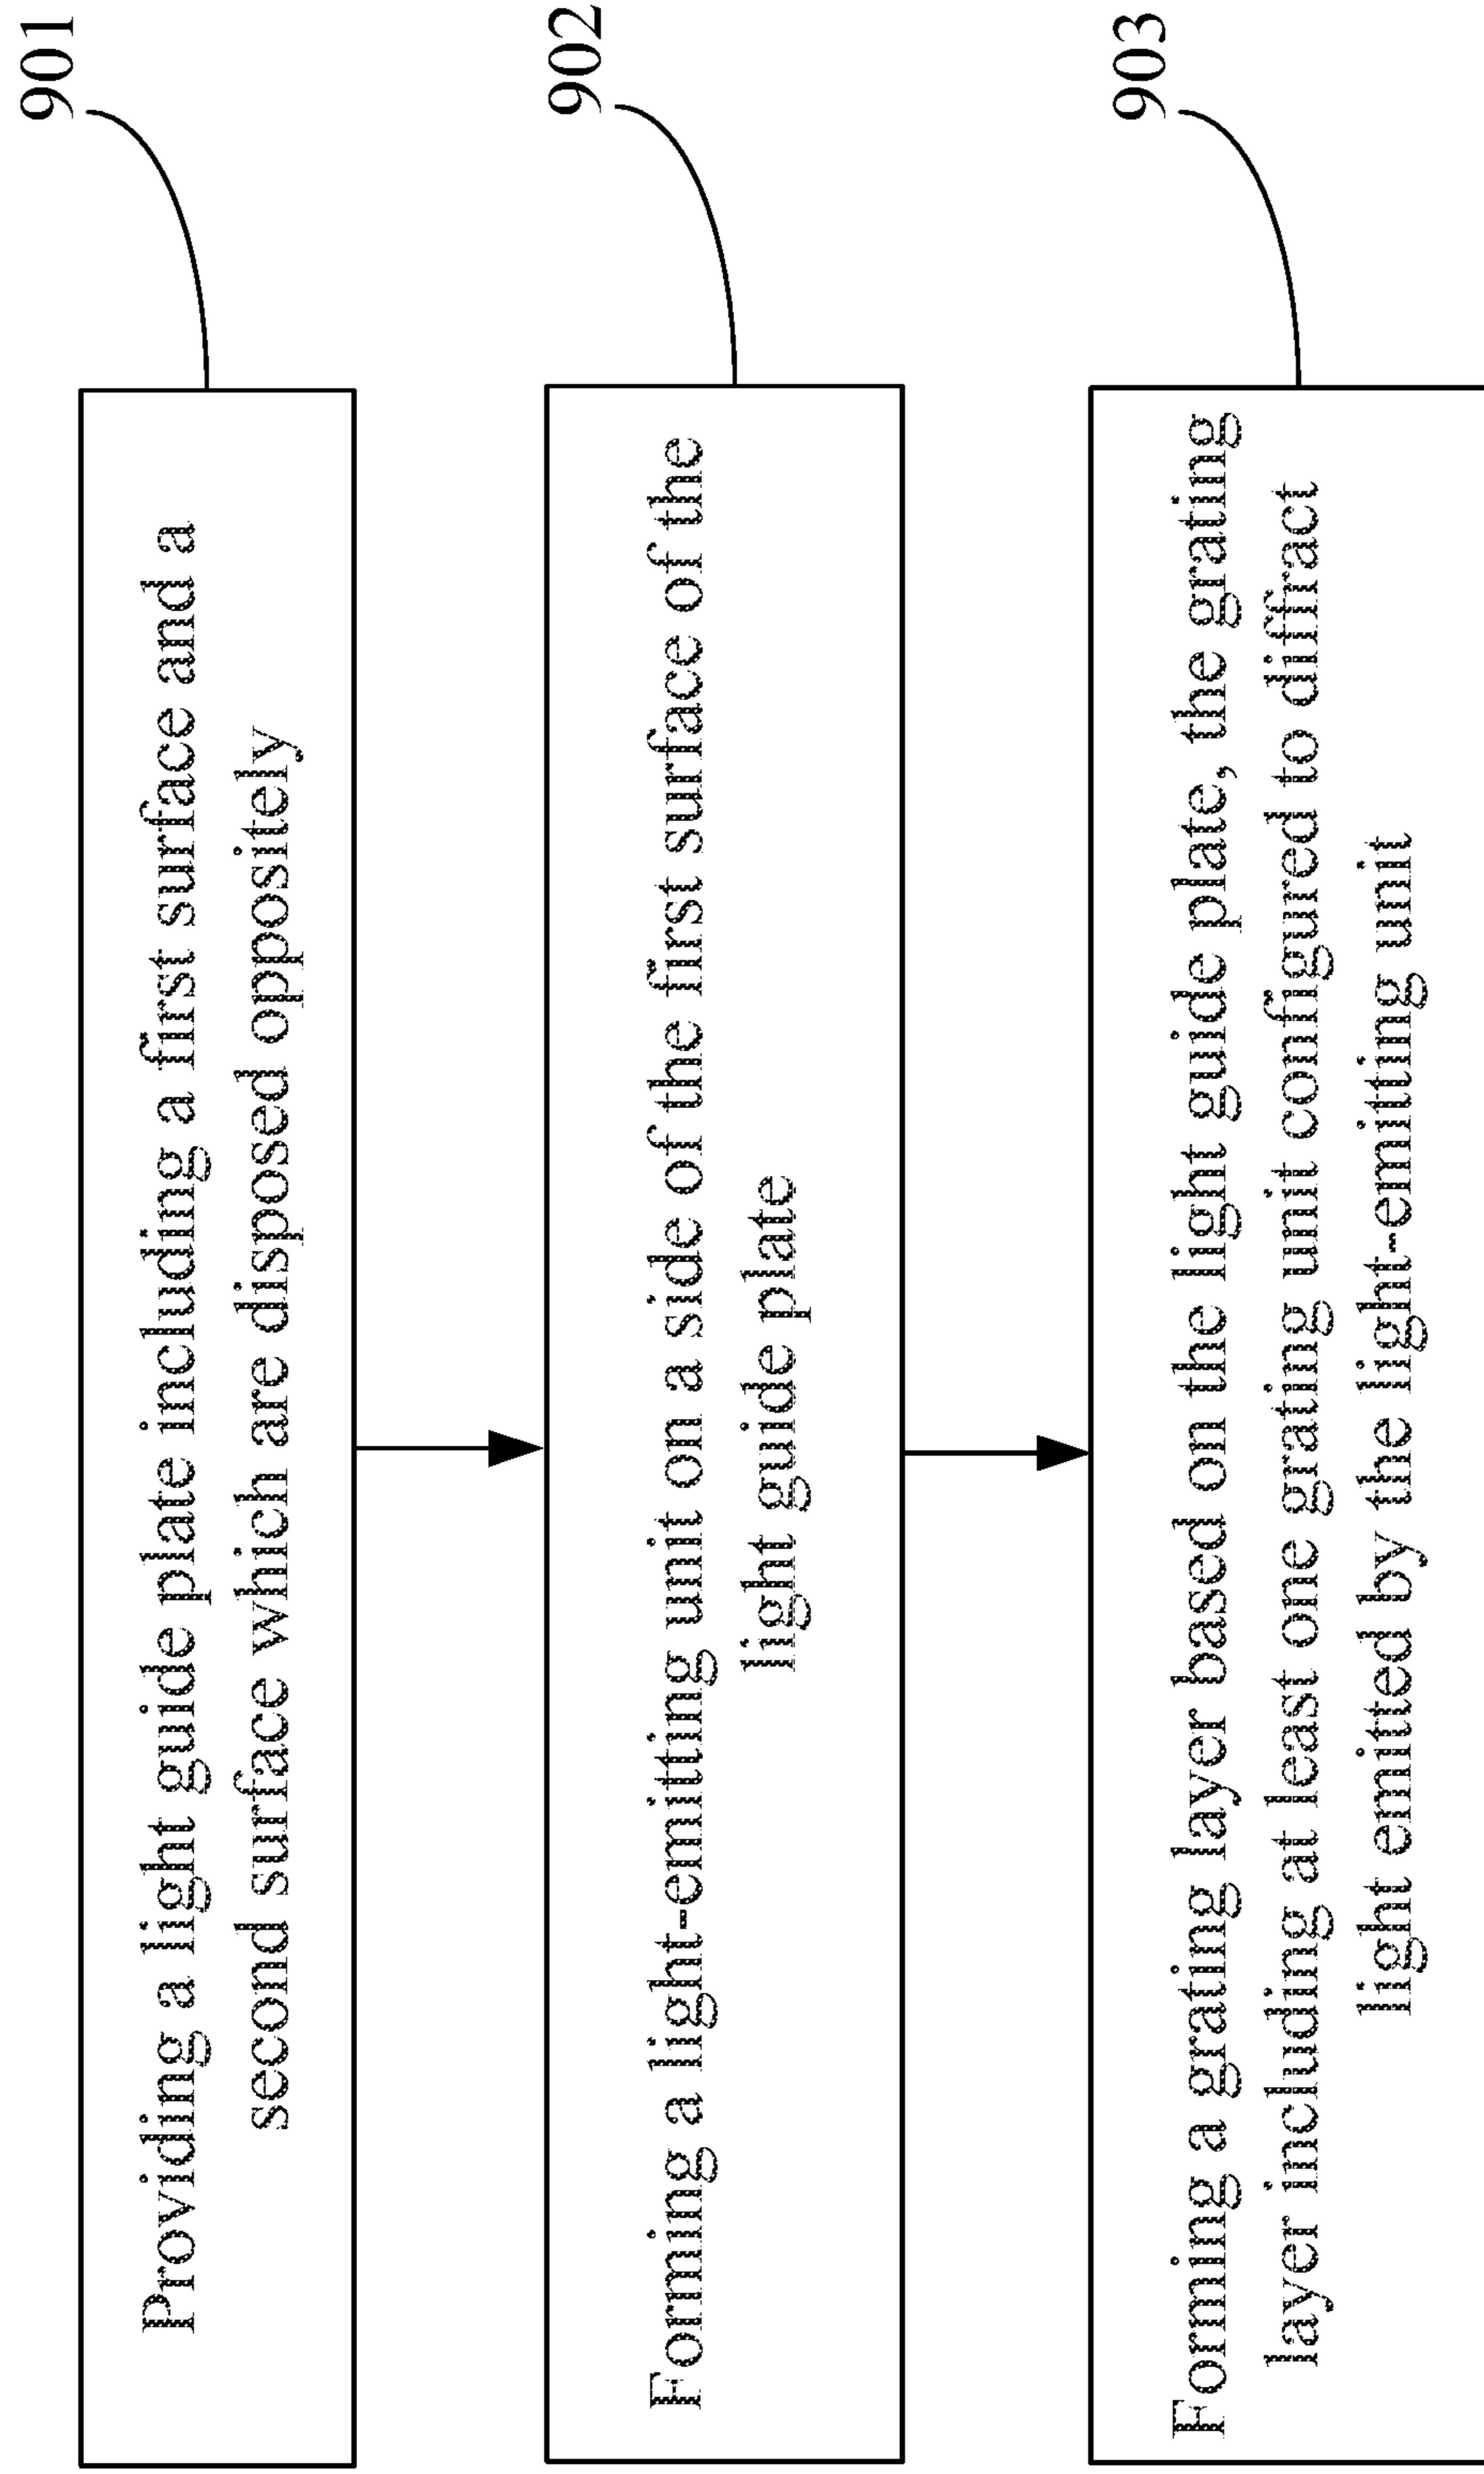 901
Providing a light guide plate including a first surface and a
second surface which are disposed oppositely
902
Forming a light-emitting unit on a side of the first surface of the
light guide plate
903
Forming a grating layer based on the light guide plate, the grating
layer including at least one grating unit configured to diffract
light emitted by the light-emitting unit